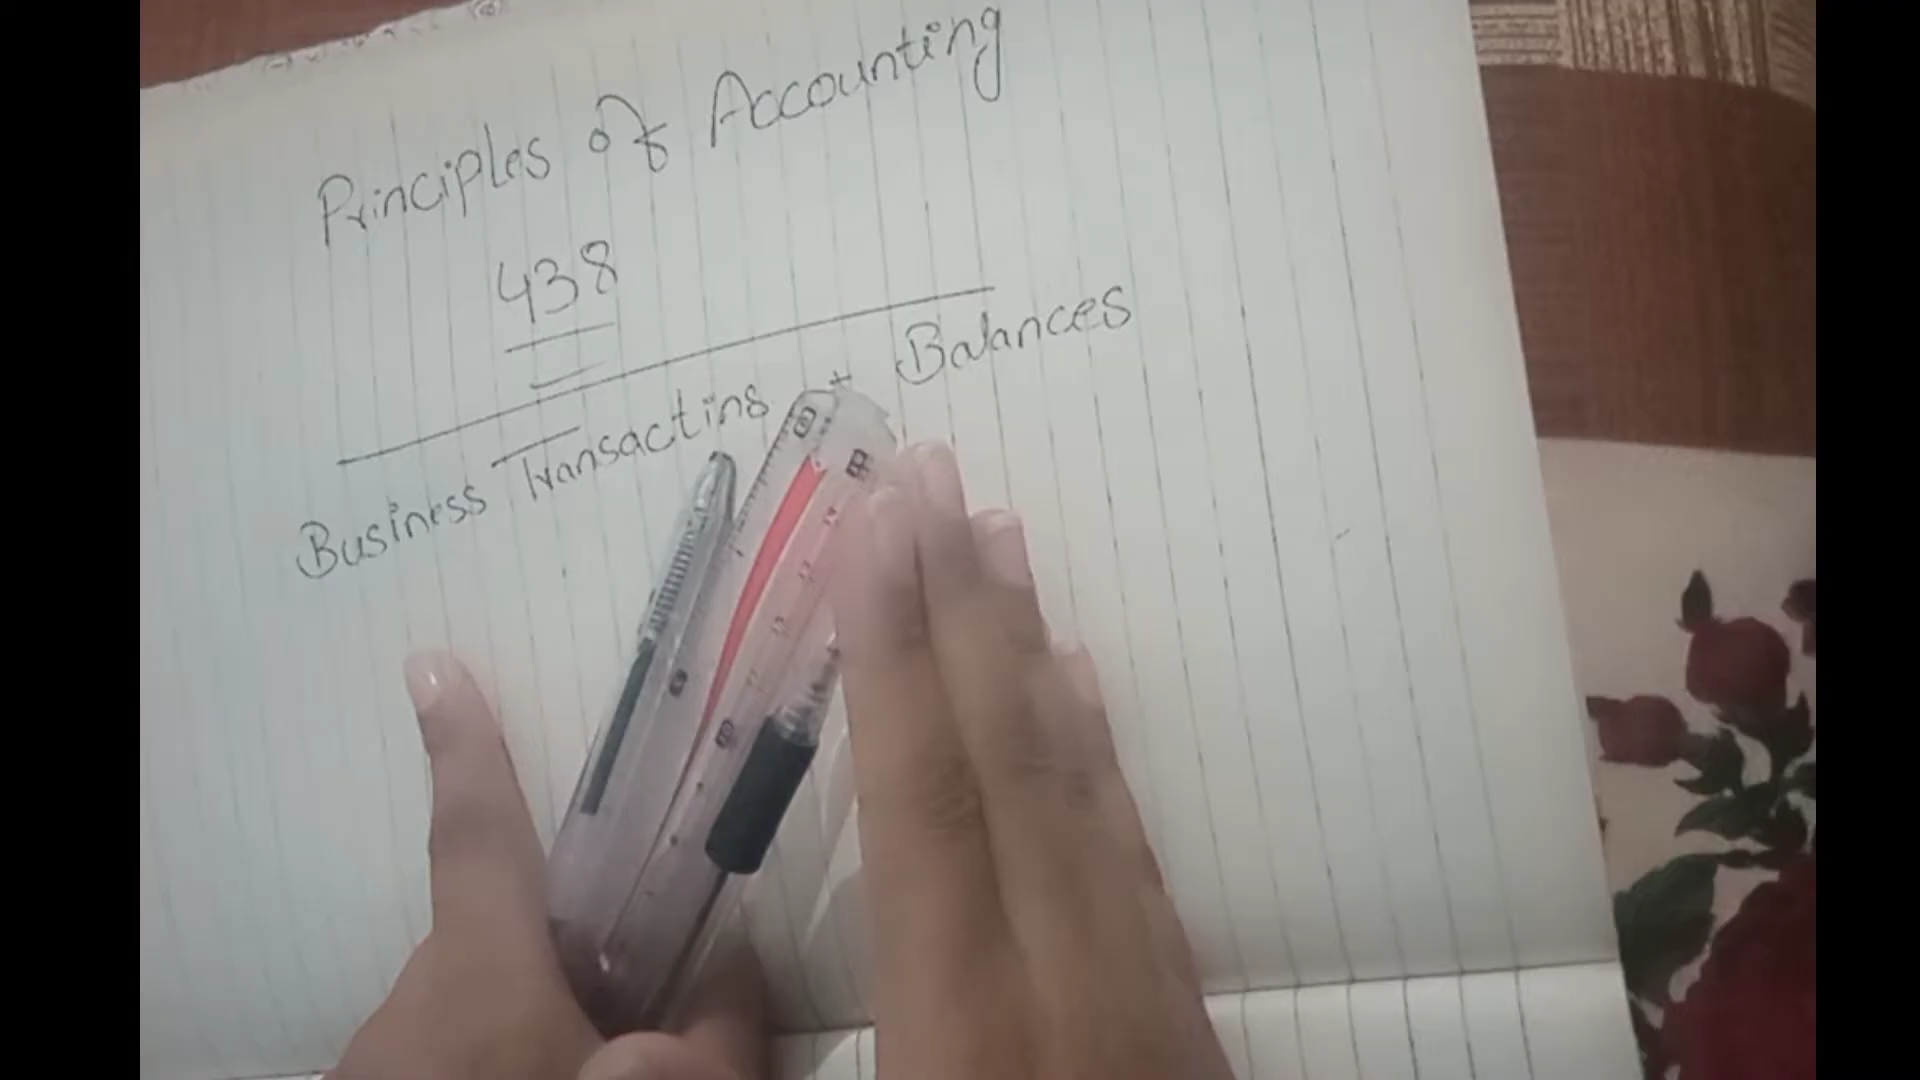 Principles of Accounting
438
Business Transactins + Balances